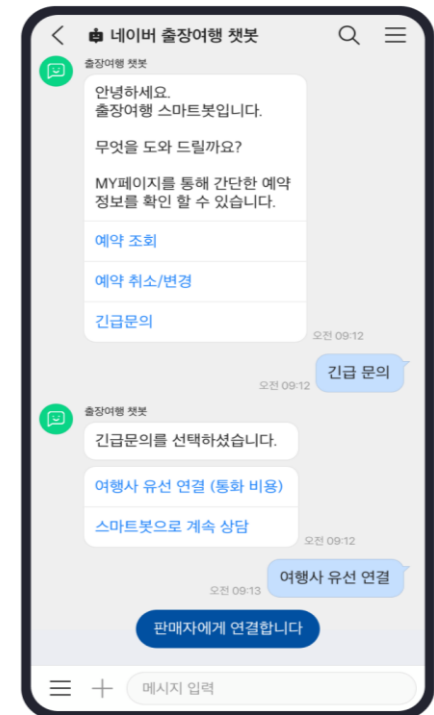 네이버 출장여행 챗봇
출장여행 챗봇
안녕하세요.
출장여행 스마트봇입니다.
무엇을 도와 드릴까요?
MY페이지를 통해 간단한 예약
정보를 확인 할 수 있습니다.
예약 조회
예약 취소/변경
긴급문의
오전 09:12
긴급 문의
오전 09:12
출장여행 챗봇
긴급문의를 선택하셨습니다.
여행사 유선 연결 (통화 비용)
스마트봇으로 계속 상담
오전 09:12
여행사 유선 연결
오전 09:13
판매자에게 연결합니다
메시지 입력